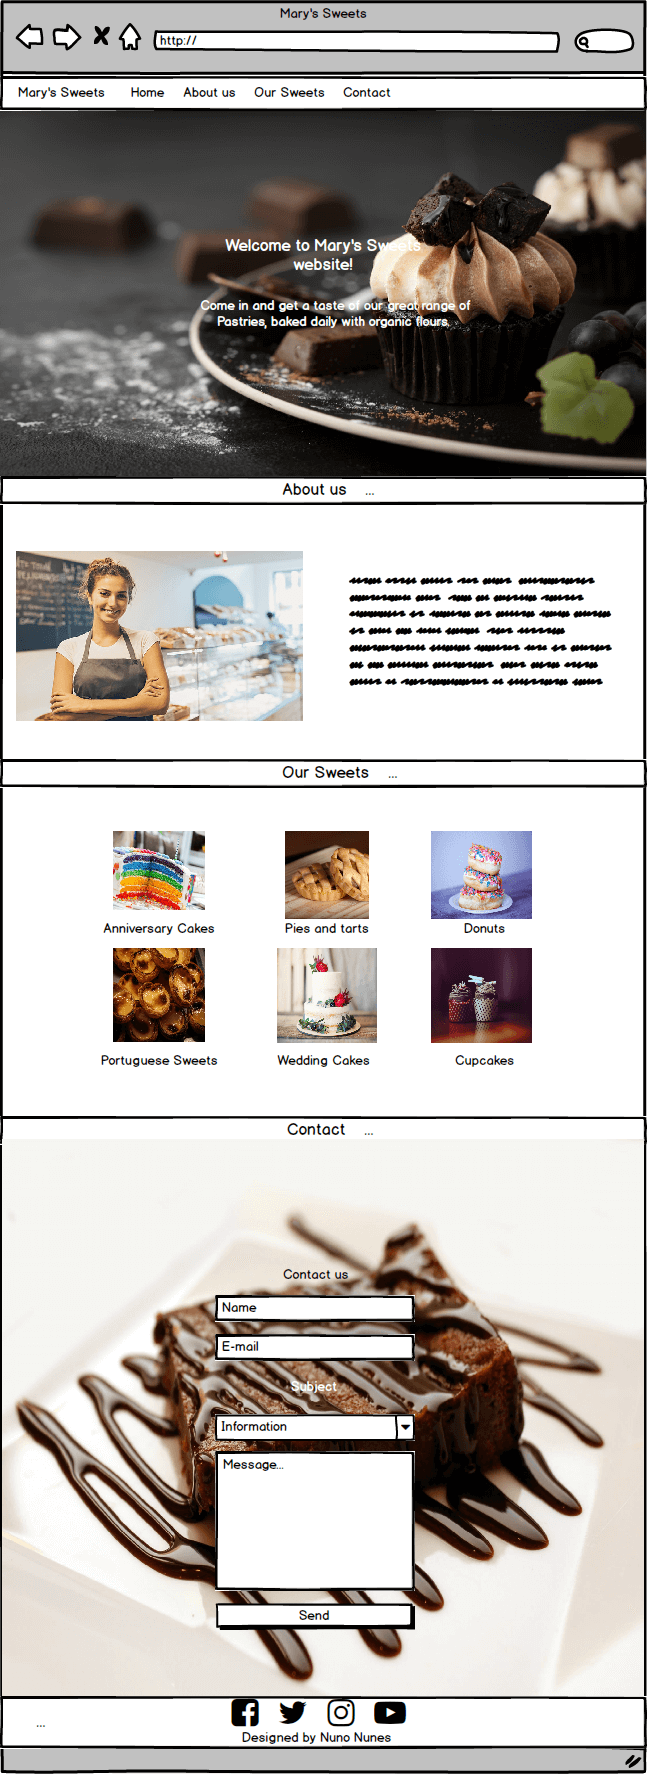 Mary's Sweets
http://
Mary's Sweets Home About us Our Sweets Contact
Welcome to Mary's Sweets
website!
Come in and get a taste of our great range of
Pastries, baked daily with organic flours.
About us ...
Our Sweets ...
Anniversary Cakes Pies and tarts Donuts
Portuguese Sweets Wedding Cakes Cupcakes
Contact ...
Contact us
Name
E-mail
Subject
Information
Message...
Send
...
Designed by Nuno Nunes